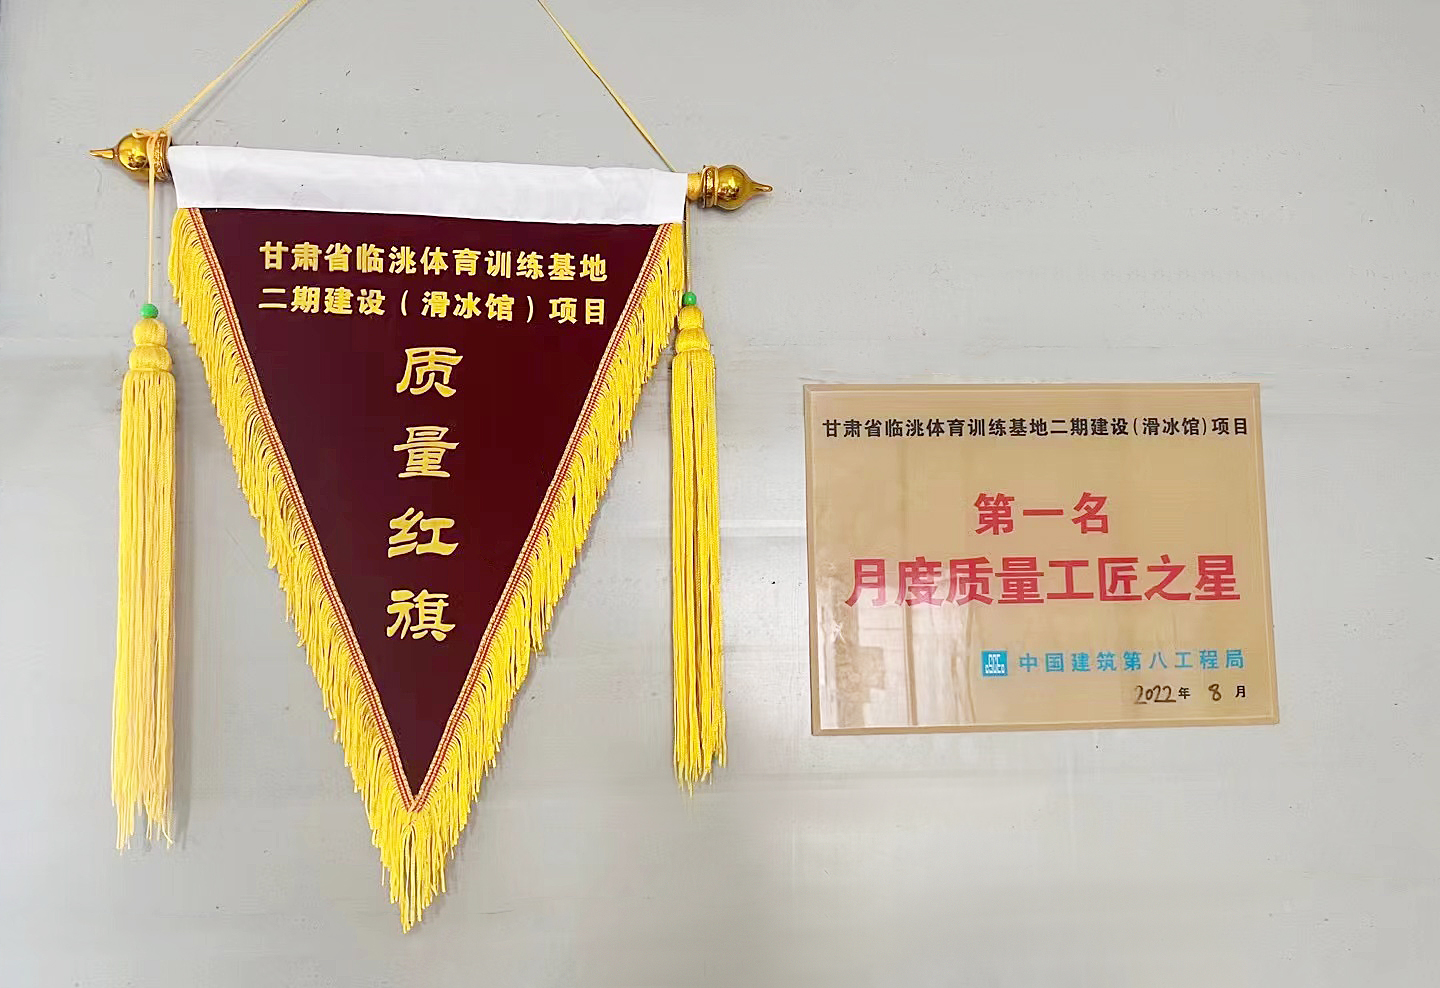 甘肃省临洮体育训练基地
二期建设（滑冰馆）项目
质
量
红
旗
甘肃省临洮体育训练基地二期建设(滑冰馆)项目
第一名
月度质量工匠之星
中国建筑第八工程局
2022年 8 月